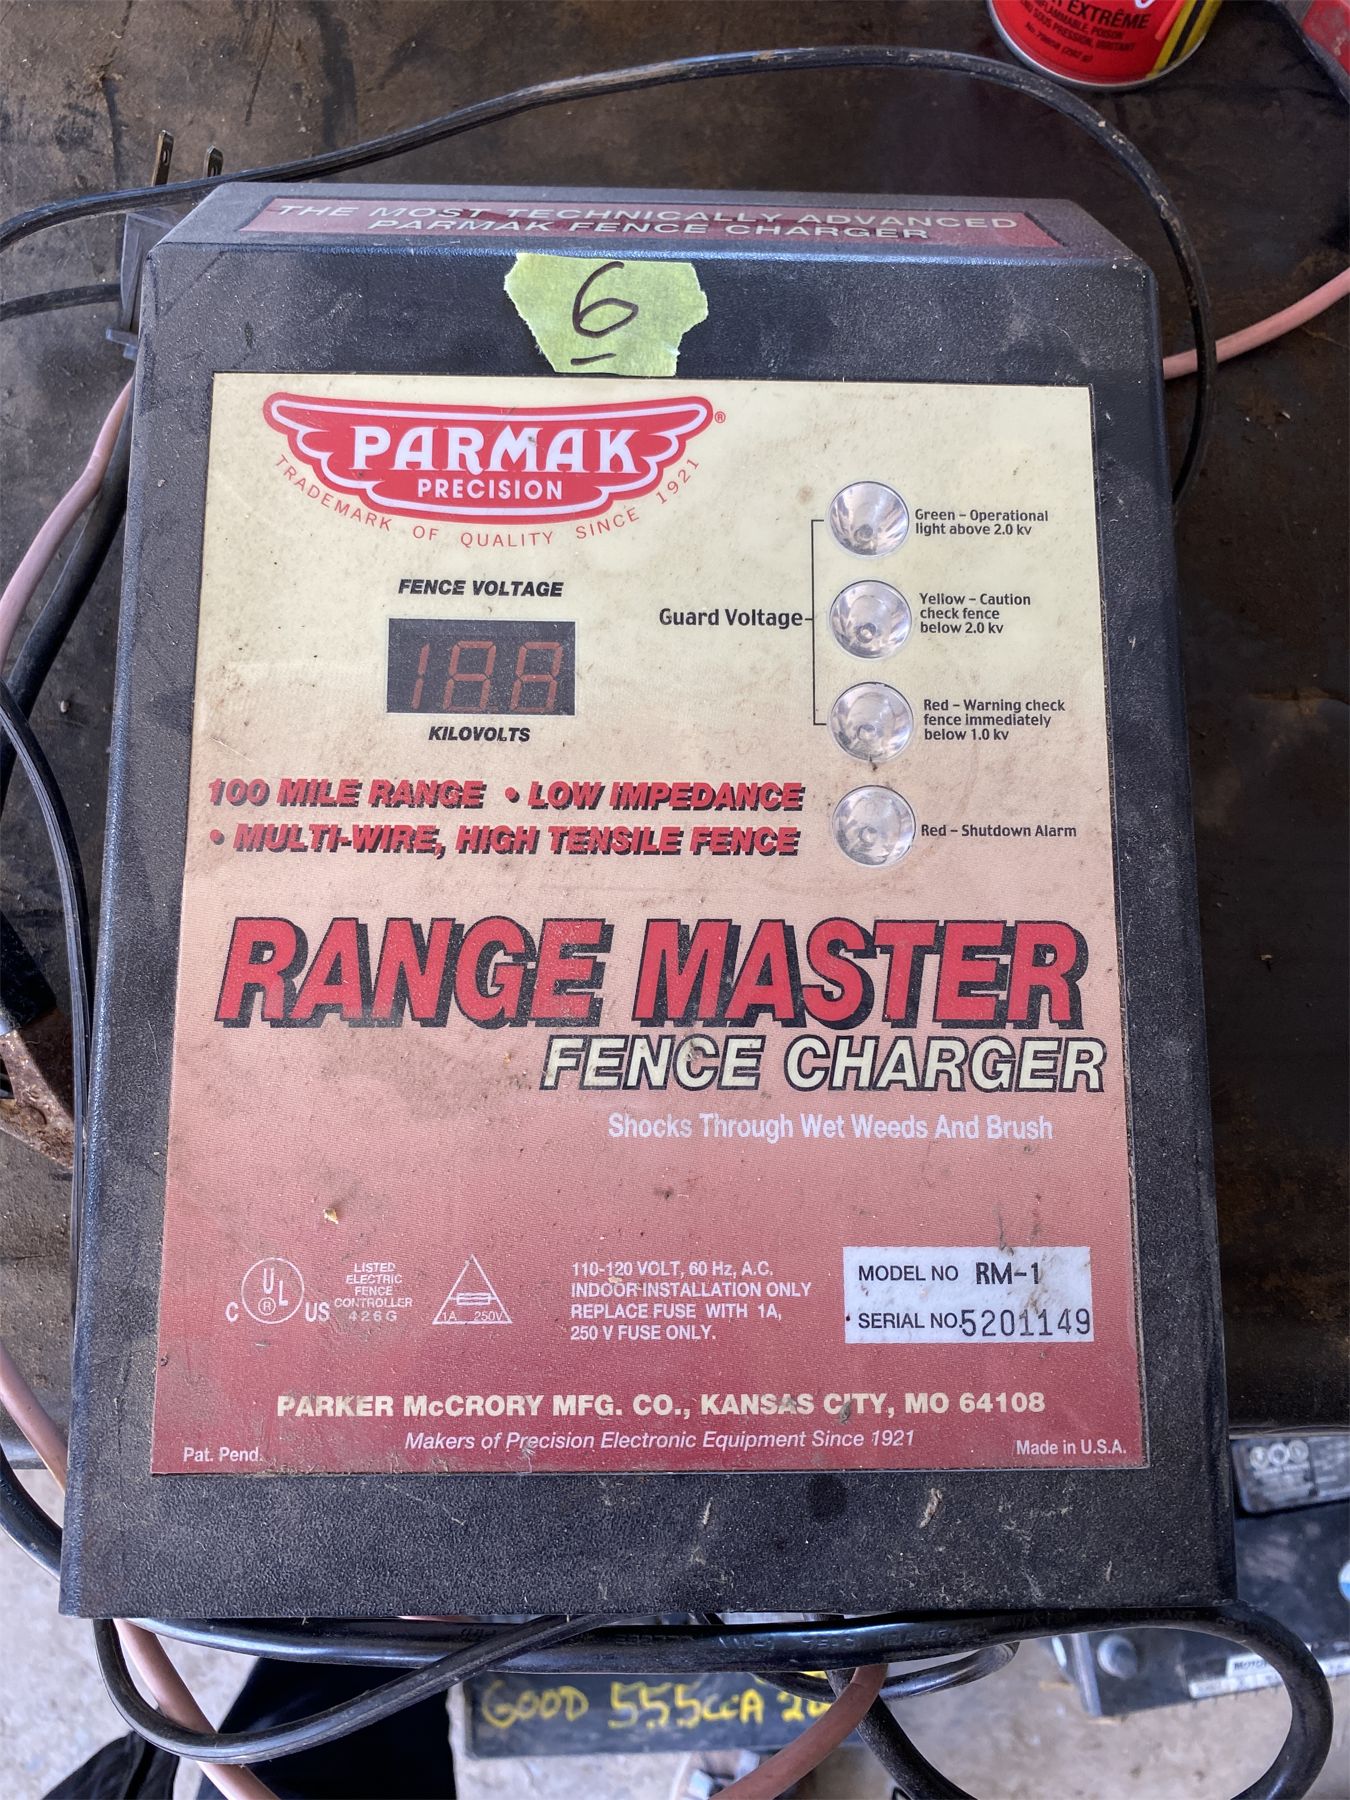 R EXTRÊME
THE MOST TECHNICALLY ADVANCED
PARMAK FENCE CHARGER
6
PARMAK®
PRECISION
TRADEMARK OF QUALITY SINCE 1921
FENCE VOLTAGE
188
KILOVOLTS
Guard Voltage
Green – Operational
light above 2.0 kv
Yellow – Caution
check fence
below 2.0 kv
Red – Warning check
fence immediately
below 1.0 kv
Red – Shutdown Alarm
100 MILE RANGE • LOW IMPEDANCE
• MULTI-WIRE, HIGH TENSILE FENCE
RANGE MASTER
FENCE CHARGER
Shocks Through Wet Weeds And Brush
C UL® US
LISTED
ELECTRIC
FENCE
CONTROLLER
426G
1A 250V
110-120 VOLT, 60 Hz, A.C.
INDOOR INSTALLATION ONLY
REPLACE FUSE WITH 1A,
250 V FUSE ONLY.
MODEL NO RM-1
SERIAL NO. 5201149
PARKER McCRORY MFG. CO., KANSAS CITY, MO 64108
Makers of Precision Electronic Equipment Since 1921
Pat. Pend.
Made in U.S.A.
GOOD 555CCA